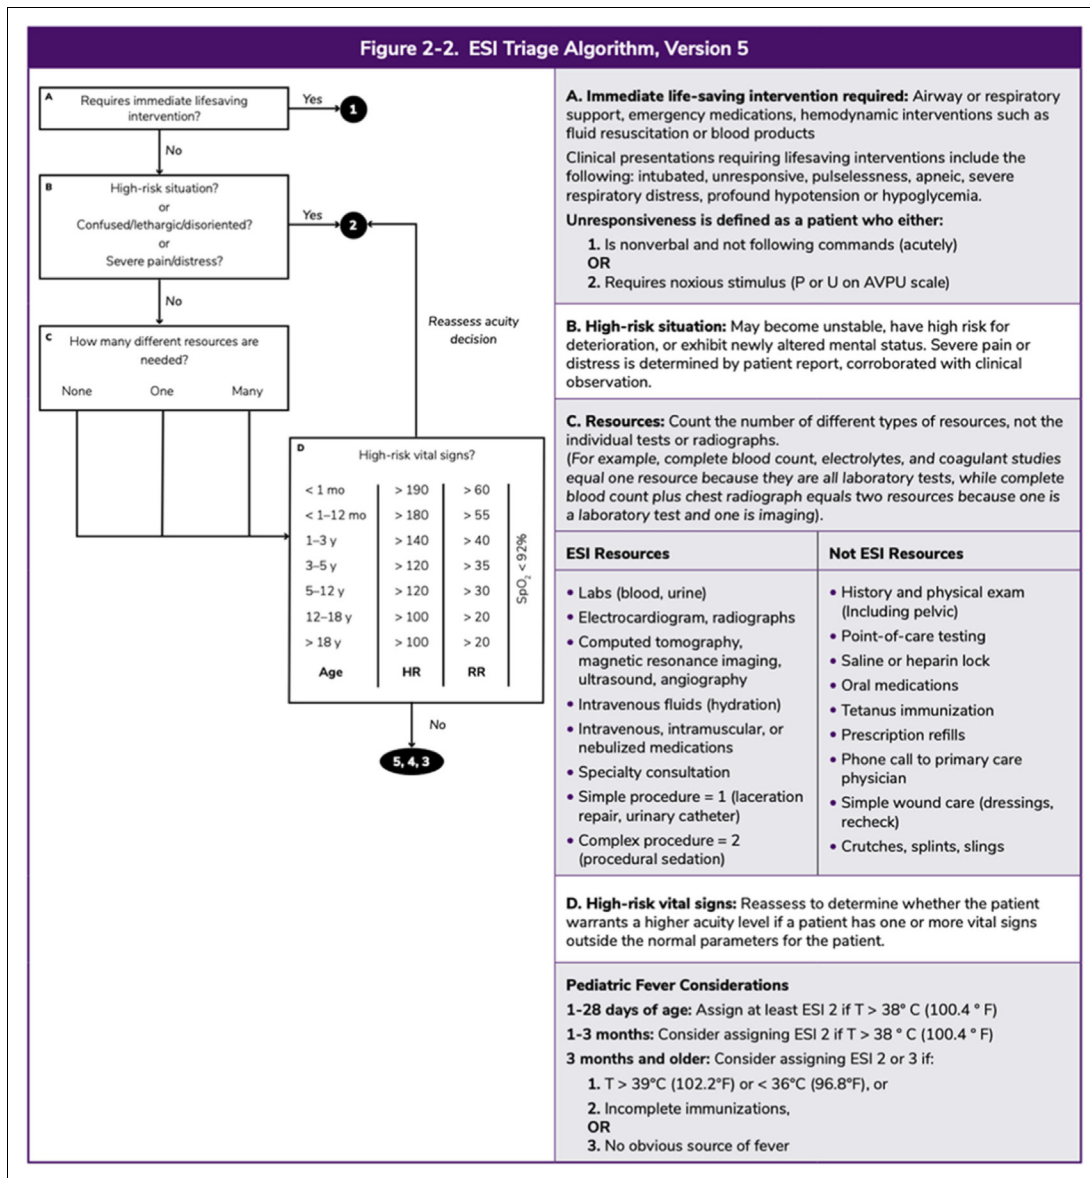 Figure 2-2. ESI Triage Algorithm, Version 5
A
Requires immediate lifesaving
intervention?
Yes
1
No
B
High-risk situation?
or
Confused/lethargic/disoriented?
or
Severe pain/distress?
Yes
2
No
Reassess acuity
decision
C
How many different resources are
needed?
None One Many
D
High-risk vital signs?
< 1 mo > 190 > 60
< 1–12 mo > 180 > 55
1–3 y > 140 > 40
3–5 y > 120 > 35
5–12 y > 120 > 30
12–18 y > 100 > 20
> 18 y > 100 > 20
Age HR RR
SpO₂ < 92%
No
5, 4, 3
A. Immediate life-saving intervention required: Airway or respiratory
support, emergency medications, hemodynamic interventions such as
fluid resuscitation or blood products
Clinical presentations requiring lifesaving interventions include the
following: intubated, unresponsive, pulselessness, apneic, severe
respiratory distress, profound hypotension or hypoglycemia.
Unresponsiveness is defined as a patient who either:
1. Is nonverbal and not following commands (acutely)
OR
2. Requires noxious stimulus (P or U on AVPU scale)
B. High-risk situation: May become unstable, have high risk for
deterioration, or exhibit newly altered mental status. Severe pain or
distress is determined by patient report, corroborated with clinical
observation.
C. Resources: Count the number of different types of resources, not the
individual tests or radiographs.
(For example, complete blood count, electrolytes, and coagulant studies
equal one resource because they are all laboratory tests, while complete
blood count plus chest radiograph equals two resources because one is
a laboratory test and one is imaging).
ESI Resources
• Labs (blood, urine)
• Electrocardiogram, radiographs
• Computed tomography,
magnetic resonance imaging,
ultrasound, angiography
• Intravenous fluids (hydration)
• Intravenous, intramuscular, or
nebulized medications
• Specialty consultation
• Simple procedure = 1 (laceration
repair, urinary catheter)
• Complex procedure = 2
(procedural sedation)
Not ESI Resources
• History and physical exam
(Including pelvic)
• Point-of-care testing
• Saline or heparin lock
• Oral medications
• Tetanus immunization
• Prescription refills
• Phone call to primary care
physician
• Simple wound care (dressings,
recheck)
• Crutches, splints, slings
D. High-risk vital signs: Reassess to determine whether the patient
warrants a higher acuity level if a patient has one or more vital signs
outside the normal parameters for the patient.
Pediatric Fever Considerations
1-28 days of age: Assign at least ESI 2 if T > 38° C (100.4 ° F)
1-3 months: Consider assigning ESI 2 if T > 38 ° C (100.4 ° F)
3 months and older: Consider assigning ESI 2 or 3 if:
1. T > 39°C (102.2°F) or < 36°C (96.8°F), or
2. Incomplete immunizations,
OR
3. No obvious source of fever